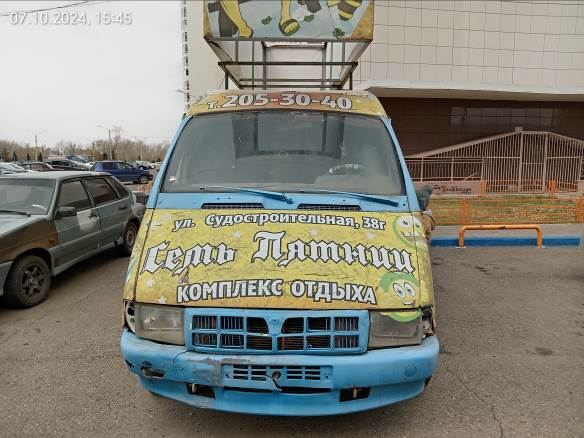 07.10.2024, 15:45
т.205-30-40
ул. Судостроительная, 38г
Семь Пятниц
КОМПЛЕКС ОТДЫХА